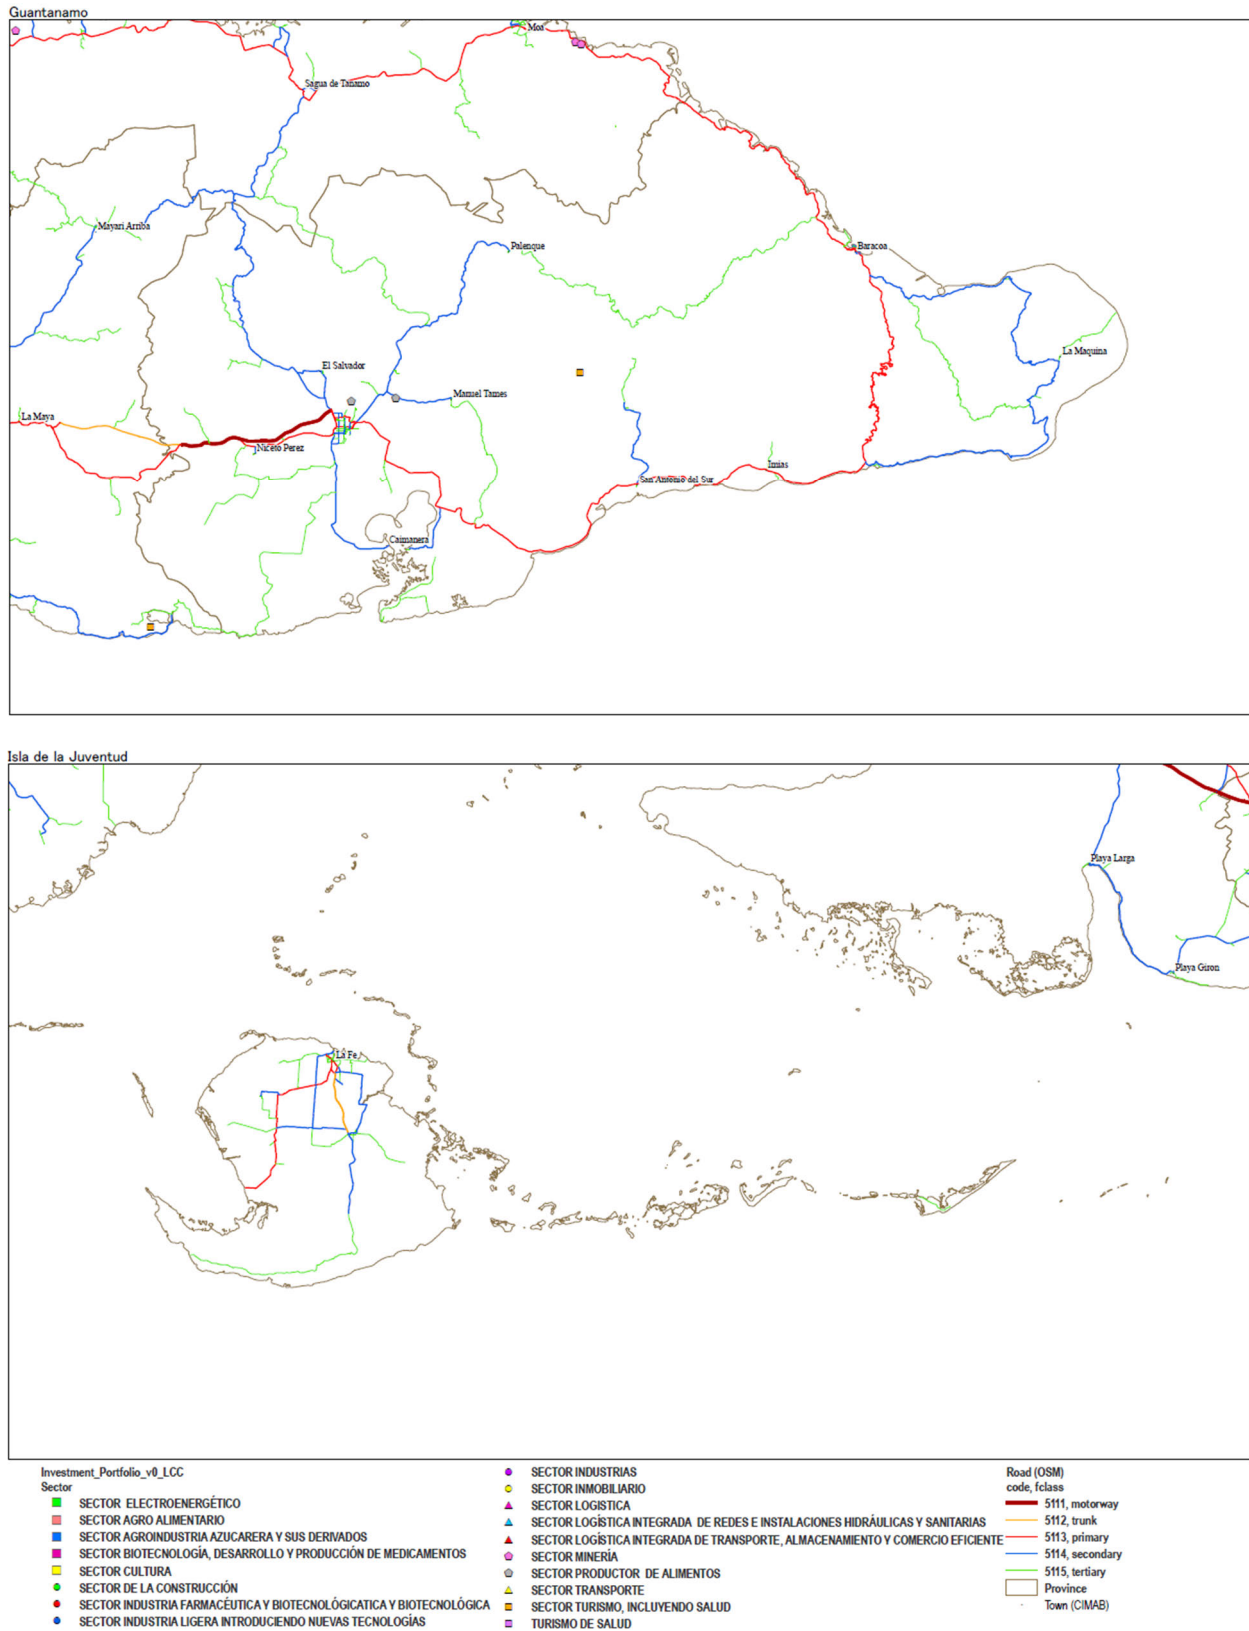 Guantanamo
Moa
Sagua de Tanamo
Mayari Arriba
Palenque
Baracoa
La Maquina
El Salvador
Manuel Tames
La Maya
Niceto Perez
Imias
San Antonio del Sur
Caimanera
Isla de la Juventud
Playa Larga
Playa Giron
La Fe
Investment_Portfolio_v0_LCC
Sector
SECTOR ELECTROENERGÉTICO
SECTOR AGRO ALIMENTARIO
SECTOR AGROINDUSTRIA AZUCARERA Y SUS DERIVADOS
SECTOR BIOTECNOLOGÍA, DESARROLLO Y PRODUCCIÓN DE MEDICAMENTOS
SECTOR CULTURA
SECTOR DE LA CONSTRUCCIÓN
SECTOR INDUSTRIA FARMACÉUTICA Y BIOTECNOLÓGICATICA Y BIOTECNOLÓGICA
SECTOR INDUSTRIA LIGERA INTRODUCIENDO NUEVAS TECNOLOGÍAS
SECTOR INDUSTRIAS
SECTOR INMOBILIARIO
SECTOR LOGISTICA
SECTOR LOGÍSTICA INTEGRADA DE REDES E INSTALACIONES HIDRÁULICAS Y SANITARIAS
SECTOR LOGÍSTICA INTEGRADA DE TRANSPORTE, ALMACENAMIENTO Y COMERCIO EFICIENTE
SECTOR MINERÍA
SECTOR PRODUCTOR DE ALIMENTOS
SECTOR TRANSPORTE
SECTOR TURISMO, INCLUYENDO SALUD
TURISMO DE SALUD
Road (OSM)
code, fclass
5111, motorway
5112, trunk
5113, primary
5114, secondary
5115, tertiary
Province
Town (CIMAB)